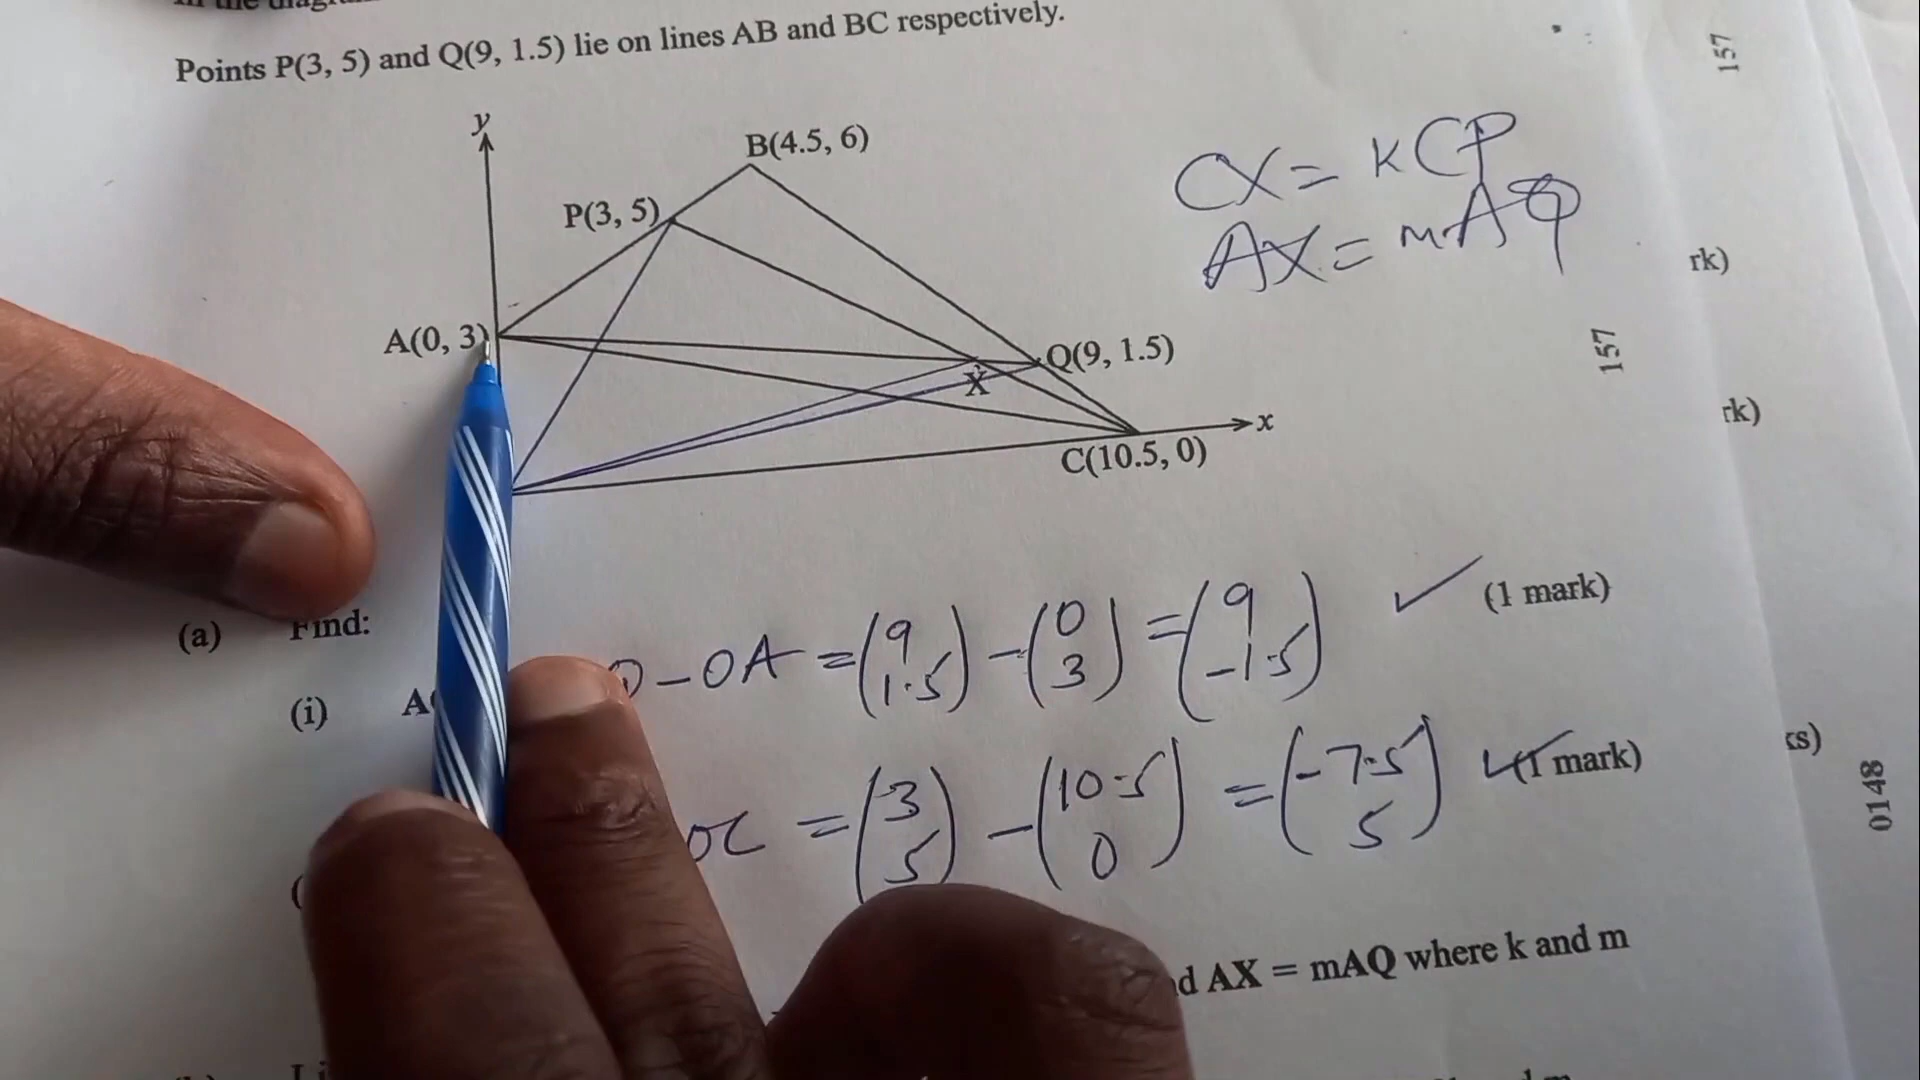 Points P(3, 5) and Q(9, 1.5) lie on lines AB and BC respectively.
157
y
B(4.5, 6)
CX = kCP
P(3, 5)
AX = mAQ
rk)
A(0, 3)
Q(9, 1.5)
157
X
x
rk)
C(10.5, 0)
(a) Find:
- OA = (9 1.5) - (0 3) = (9 -1.5) ✓ (1 mark)
(i) A
OC = (3 5) - (10.5 0) = (-7.5 5) ✓ (1 mark)
ks)
0148
(
AX = mAQ where k and m